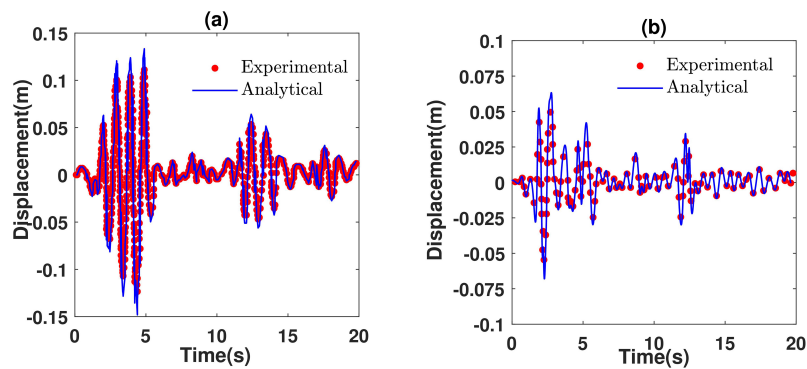 (a)
0.15
0.1
0.05
0
-0.05
-0.1
-0.15
Displacement(m)
Experimental
Analytical
0 5 10 15 20
Time(s)
(b)
0.1
0.075
0.05
0.025
0
-0.025
-0.05
-0.075
-0.1
Displacement(m)
Experimental
Analytical
0 5 10 15 20
Time(s)